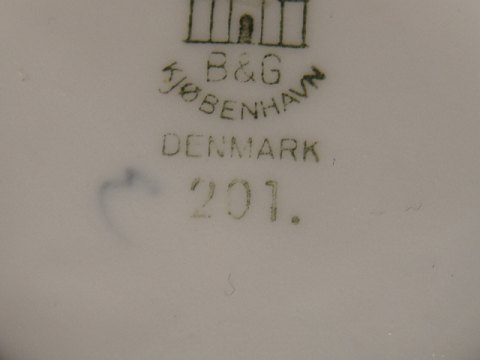 B&G
KJØBENHAVN
DENMARK
201.